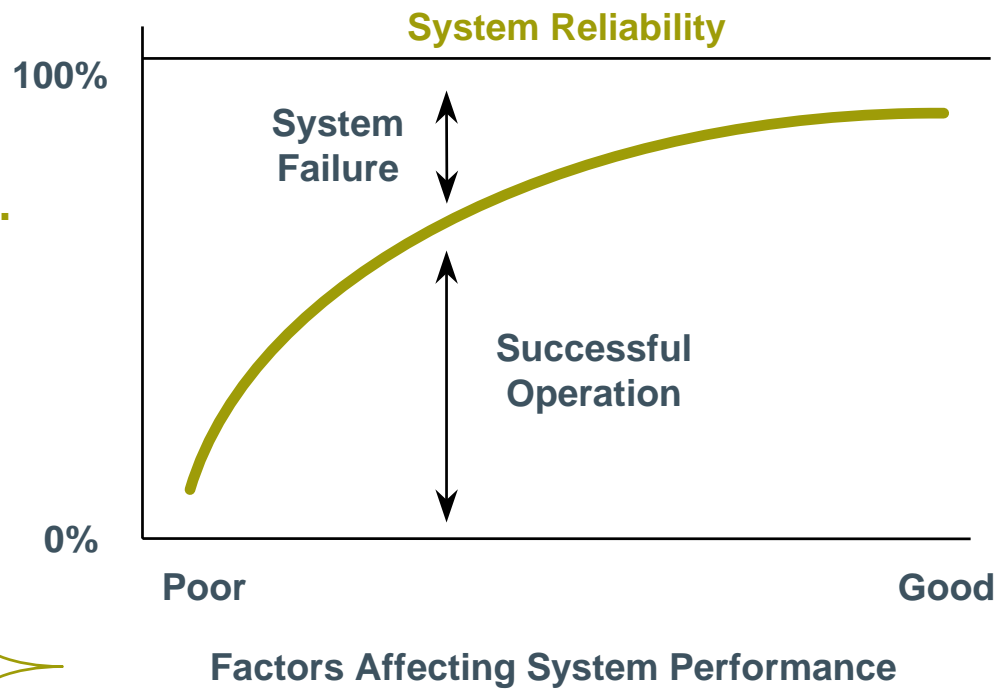 System Reliability
100%
System
Failure
.
Successful
Operation
0%
Poor Good
Factors Affecting System Performance